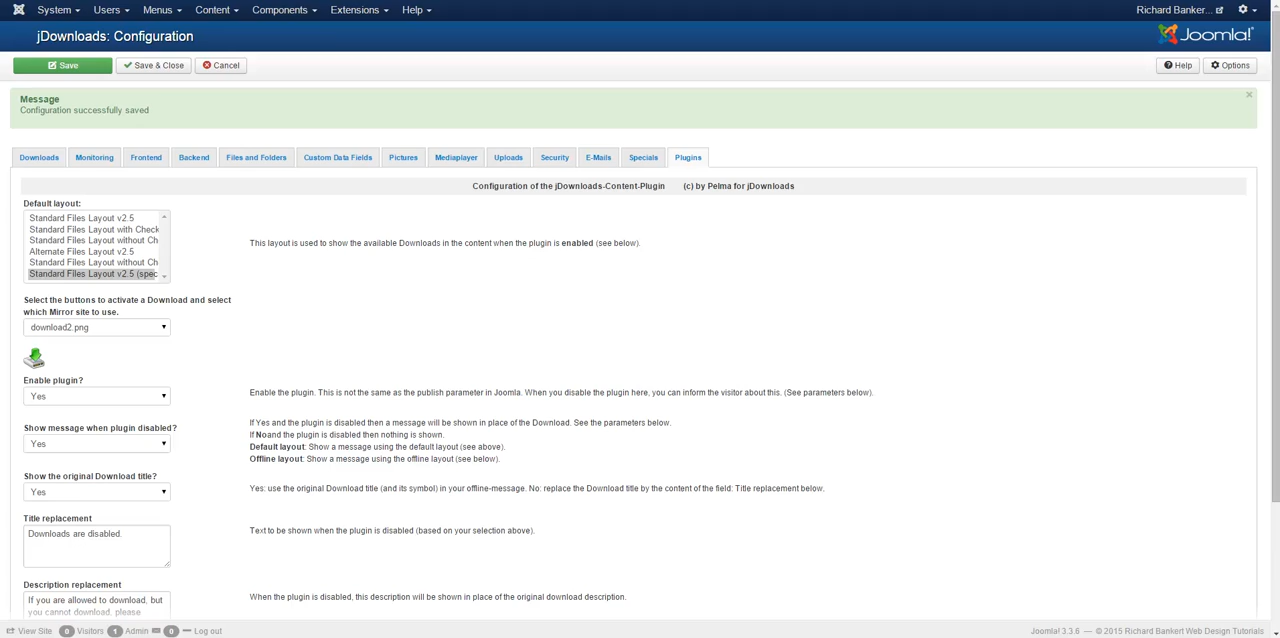 System Users Menus Content Components Extensions Help Richard Banker...
jDownloads: Configuration Joomla!®
Save Save & Close Cancel Help Options
Message
Configuration successfully saved
Downloads Monitoring Frontend Backend Files and Folders Custom Data Fields Pictures Mediaplayer Uploads Security E-Mails Specials Plugins
Configuration of the jDownloads-Content-Plugin (c) by Pelma for jDownloads
Default layout:
Standard Files Layout v2.5
Standard Files Layout with Check
Standard Files Layout without Ch
Alternate Files Layout v2.5
Standard Files Layout without Ch
Standard Files Layout v2.5 (spec
This layout is used to show the available Downloads in the content when the plugin is enabled (see below).
Select the buttons to activate a Download and select
which Mirror site to use.
download2.png
Enable plugin?
Yes
Enable the plugin. This is not the same as the publish parameter in Joomla. When you disable the plugin here, you can inform the visitor about this. (See parameters below).
Show message when plugin disabled?
Yes
If Yes and the plugin is disabled then a message will be shown in place of the Download. See the parameters below.
If Noand the plugin is disabled then nothing is shown.
Default layout: Show a message using the default layout (see above).
Offline layout: Show a message using the offline layout (see below).
Show the original Download title?
Yes
Yes: use the original Download title (and its symbol) in your offline-message. No: replace the Download title by the content of the field: Title replacement below.
Title replacement
Downloads are disabled.
Text to be shown when the plugin is disabled (based on your selection above).
Description replacement
If you are allowed to download, but
you cannot download, please
When the plugin is disabled, this description will be shown in place of the original download description.
View Site 0 Visitors 1 Admin 0 Log out Joomla! 3.3.6 — © 2015 Richard Bankert Web Design Tutorials